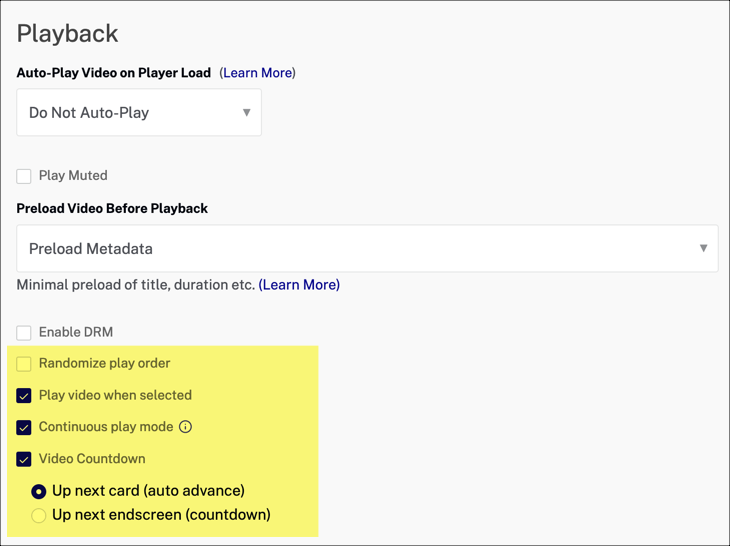 Playback
Auto-Play Video on Player Load (Learn More)
Do Not Auto-Play
Play Muted
Preload Video Before Playback
Preload Metadata
Minimal preload of title, duration etc. (Learn More)
Enable DRM
Randomize play order
Play video when selected
Continuous play mode
Video Countdown
Up next card (auto advance)
Up next endscreen (countdown)